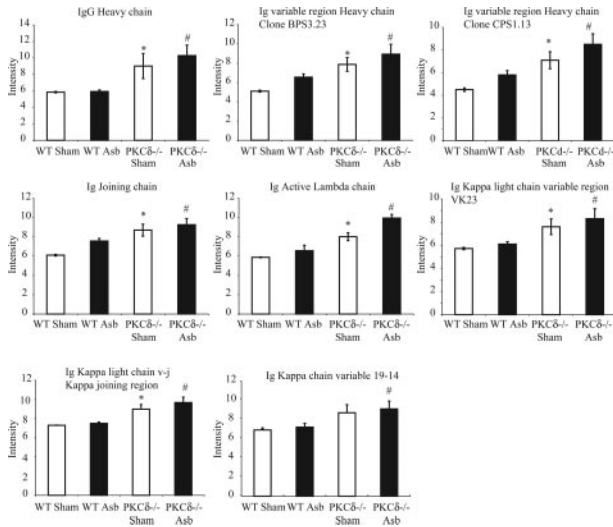 IgG Heavy chain
Intensity
14
12
10
8
6
4
2
0
*
#
WT Sham WT Asb PKCδ-/- Sham PKCδ-/- Asb
Ig variable region Heavy chain
Clone BPS3.23
Intensity
12
10
8
6
4
2
0
*
#
WT Sham WT Asb PKCδ-/- Sham PKCδ-/- Asb
Ig variable region Heavy chain
Clone CPS1.13
Intensity
10
8
6
4
2
0
*
#
WT Sham WT Asb PKCd-/- Sham PKCd-/- Asb
Ig Joining chain
Intensity
12
10
8
6
4
2
0
*
#
WT Sham WT Asb PKCδ-/- Sham PKCδ-/- Asb
Ig Active Lambda chain
Intensity
12
10
8
6
4
2
0
*
#
WT Sham WT Asb PKCδ-/- Sham PKCδ-/- Asb
Ig Kappa light chain variable region
VK23
Intensity
10
8
6
4
2
0
*
#
WT Sham WT Asb PKCδ-/- Sham PKCδ-/- Asb
Ig Kappa light chain v-j
Kappa joining region
Intensity
12
10
8
6
4
2
0
*
#
WT Sham WT Asb PKCδ-/- Sham PKCδ-/- Asb
Ig Kappa chain variable 19-14
Intensity
12
10
8
6
4
2
0
#
WT Sham WT Asb PKCδ-/- Sham PKCδ-/- Asb